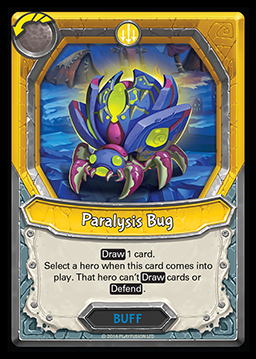 Paralysis Bug
Draw 1 card.
Select a hero when this card comes into
play. That hero can't Draw cards or
Defend.
BUFF
© 2016 PLAYFUSION LTD